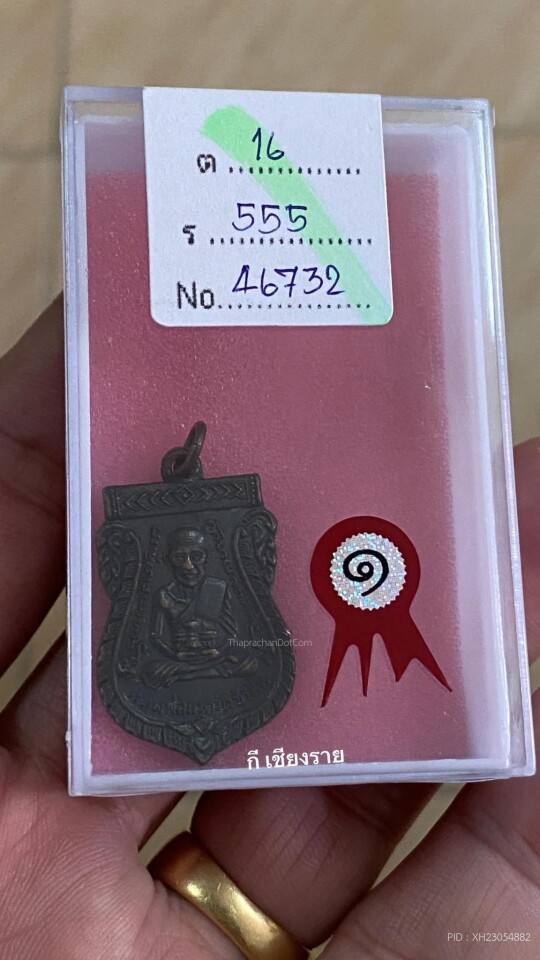 ต 16
ร 555
No. 46732
๑
ThaprachanDotCom
กี เชียงราย
PID : XH23054882